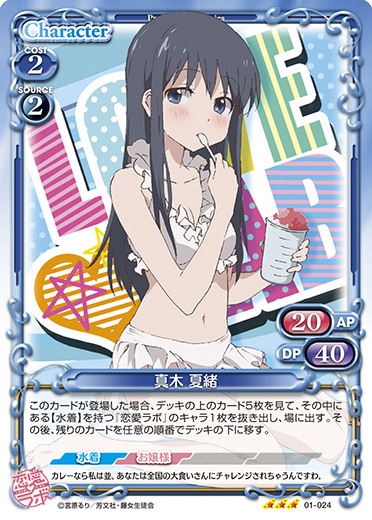 Character
COST
2
SOURCE
2
LOVE
LAB
20 AP
DP 40
真木 夏緒
このカードが登場した場合、デッキの上のカード5枚を見て、その中に
ある【水着】を持つ『恋愛ラボ』のキャラ1枚を抜き出し、場に出す。そ
の後、残りのカードを任意の順番でデッキの下に移す。
水着 お嬢様
恋愛
ラボ
カレーなら私は並、あなたは全国の大食いさんにチャレンジされちゃうんですわ。
©宮原るり／芳文社・藤女生徒会
01-024